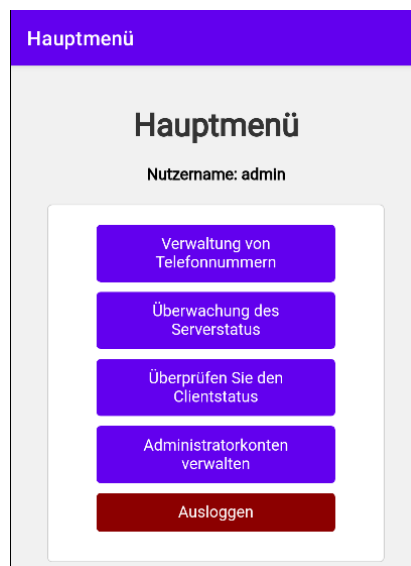 Hauptmenü
Hauptmenü
Nutzername: admin
Verwaltung von
Telefonnummern
Überwachung des
Serverstatus
Überprüfen Sie den
Clientstatus
Administratorkonten
verwalten
Ausloggen